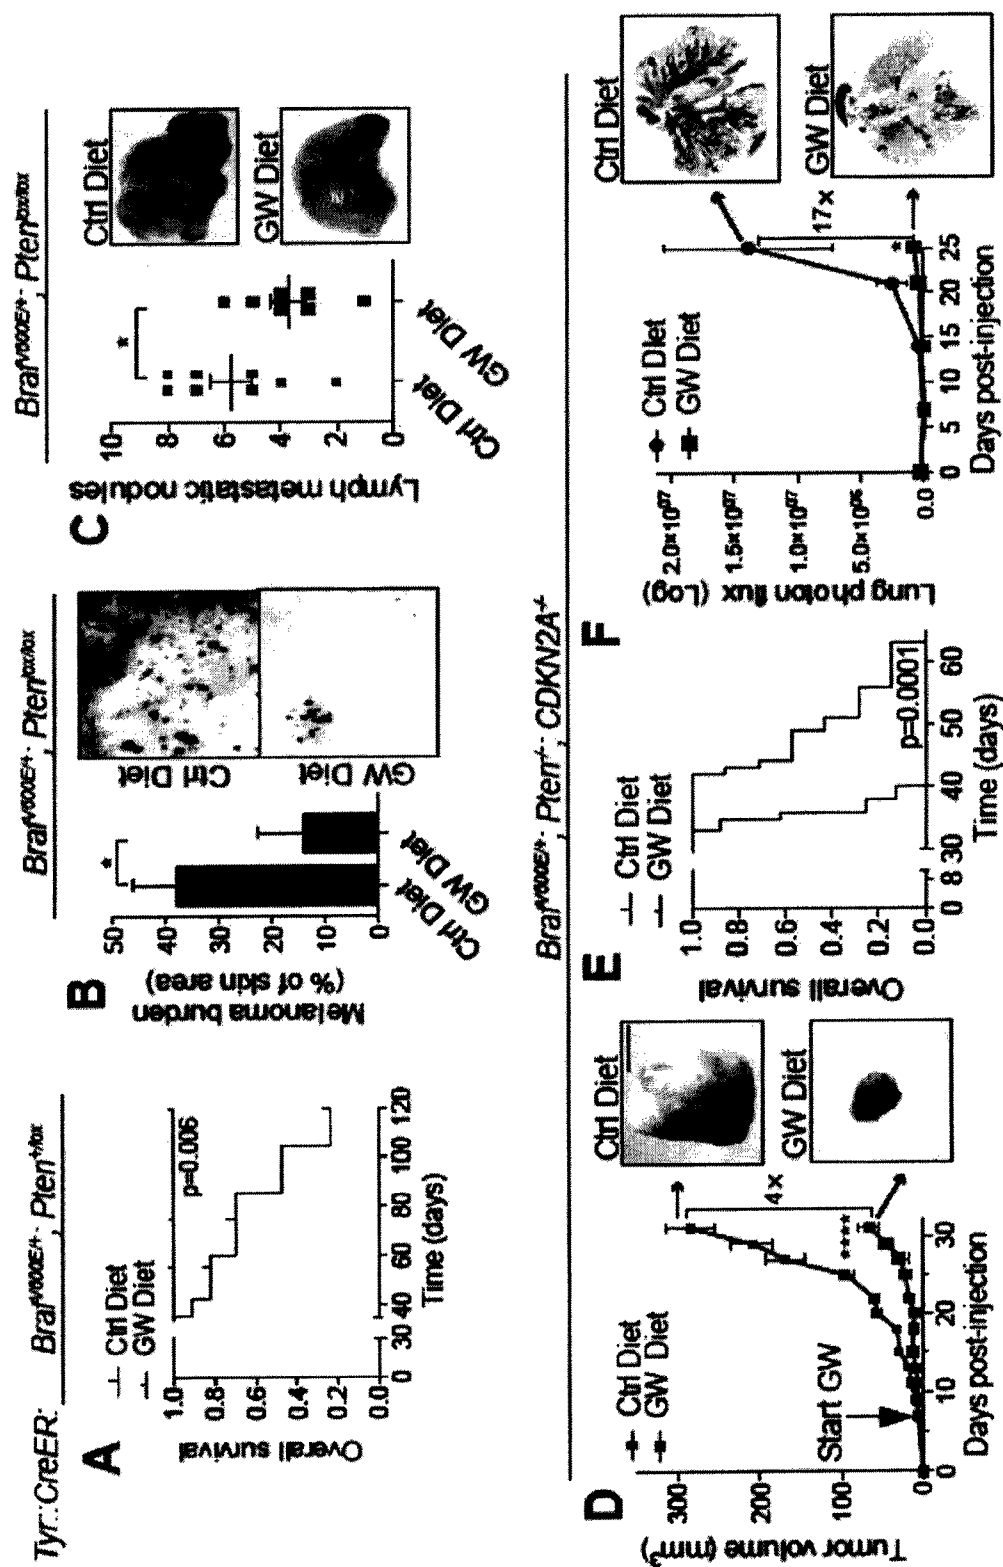 Tyr::CreER:
Braf^V600E/+; Pten^+/lox
A
Overall survival
1.0
0.8
0.6
0.4
0.2
0.0
Ctrl Diet
GW Diet
p=0.006
0 30 40 60 80 100 120
Time (days)
Braf^V600E/+; Pten^lox/lox
B
Melanoma burden
(% of skin area)
50
40
30
20
10
0
*
Ctrl Diet
GW Diet
Ctrl Diet
GW Diet
Braf^V600E/+; Pten^lox/lox
C
Lymph metastatic nodules
10
8
6
4
2
0
*
Ctrl Diet
GW Diet
Ctrl Diet
GW Diet
Braf^V600E/+; Pten^-/-; CDKN2A^-/-
D
Tumor volume (mm³)
300
200
100
0
Ctrl Diet
GW Diet
Start GW
****
4x
0 10 20 30
Days post-injection
Ctrl Diet
GW Diet
E
Overall survival
1.0
0.8
0.6
0.4
0.2
0.0
Ctrl Diet
GW Diet
p=0.0001
0 8 30 40 50 60
Time (days)
F
Lung photon flux (Log)
2.0×10^07
1.5×10^07
1.0×10^07
5.0×10^06
0.0
Ctrl Diet
GW Diet
*
17x
0 5 10 15 20 25
Days post-injection
Ctrl Diet
GW Diet